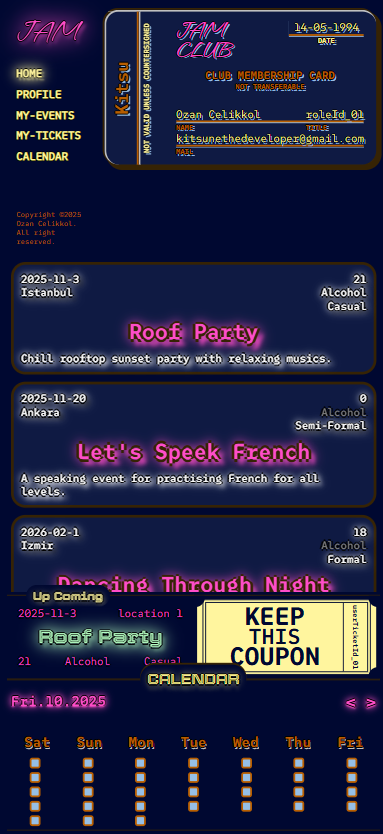 JAM
HOME
PROFILE
MY-EVENTS
MY-TICKETS
CALENDAR
Copyright ©2025
Ozan Celikkol.
All right
reserved.
Kitsu
NOT VALID UNLESS COUNTERSIGNED
JAM
CLUB
14-05-1994
DATE
CLUB MEMBERSHIP CARD
NOT TRANSFERABLE
Ozan Celikkol roleId_01
NAME TITLE
kitsunethedeveloper@gmail.com
MAIL
2025-11-3 21
Istanbul Alcohol
Casual
Roof Party
Chill rooftop sunset party with relaxing musics.
2025-11-20 0
Ankara Alcohol
Semi-Formal
Let's Speek French
A speaking event for practising French for all
levels.
2026-02-1 18
Izmir Alcohol
Formal
Dancing Through Night
Up Coming
2025-11-3 location 1
Roof Party
21 Alcohol Casual
KEEP
THIS
COUPON
userTicketId_01
CALENDAR
Fri.10.2025 < >
Sat Sun Mon Tue Wed Thu Fri